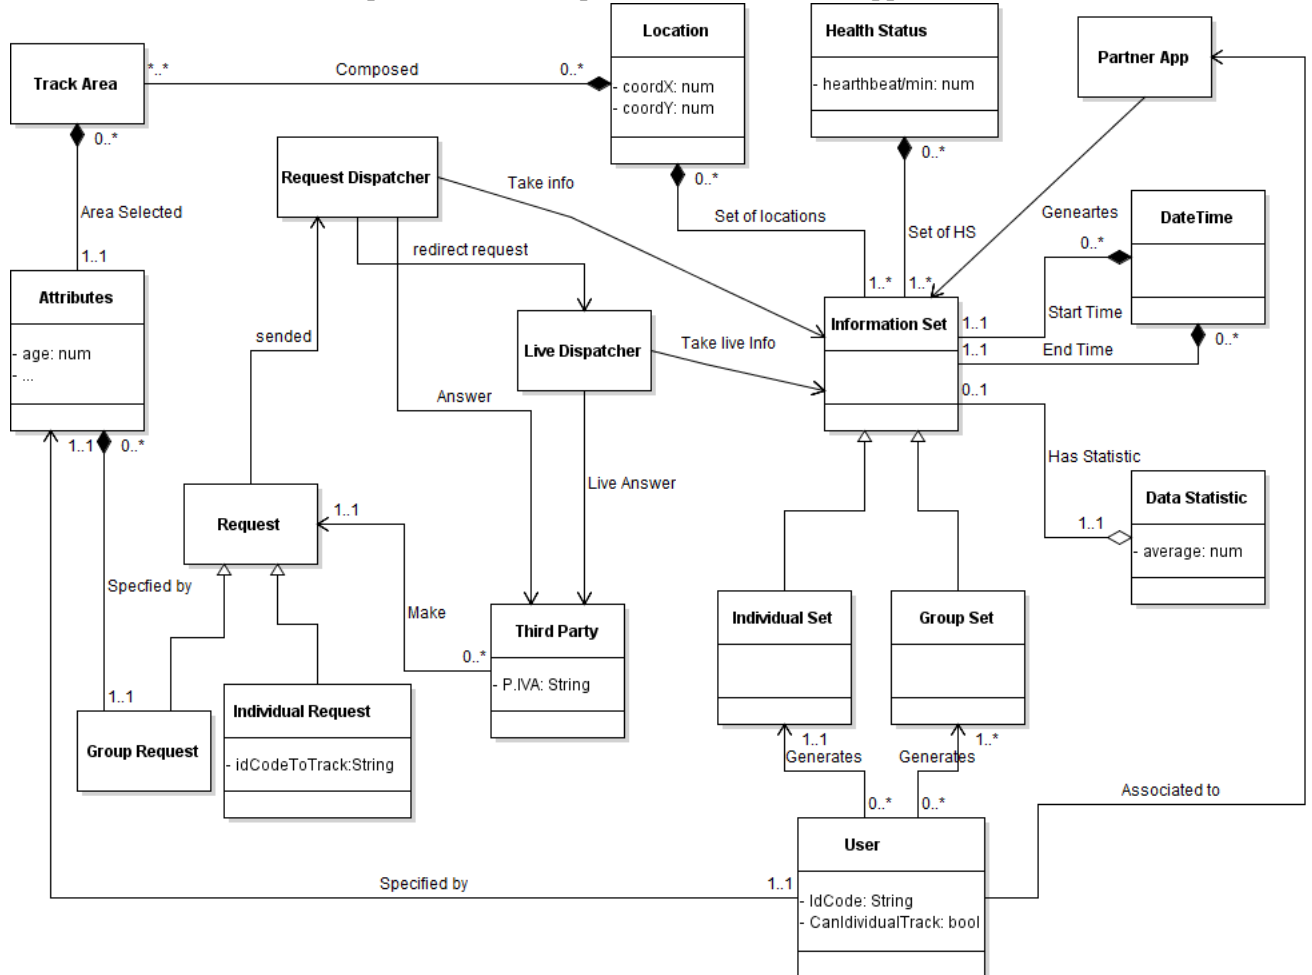 Location
- coordX: num
- coordY: num
Health Status
- hearthbeat/min: num
Partner App
Track Area
*..*
Composed
0..*
0..*
Request Dispatcher
Take info
0..*
Set of locations
0..*
Set of HS
Geneartes
0..*
DateTime
Area Selected
1..1
redirect request
Attributes
- age: num
- ...
sended
Live Dispatcher
Take live Info
1..*
1..*
Information Set
1..1
Start Time
1..1
End Time
0..*
0..1
Answer
1..1
0..*
Has Statistic
Live Answer
Data Statistic
- average: num
1..1
Request
1..1
Specfied by
Make
0..*
Third Party
- P.IVA: String
Individual Set
Group Set
1..1
Group Request
Individual Request
- idCodeToTrack:String
1..1
Generates
1..*
Generates
0..*
0..*
Associated to
User
- IdCode: String
- CanIdividualTrack: bool
Specified by
1..1